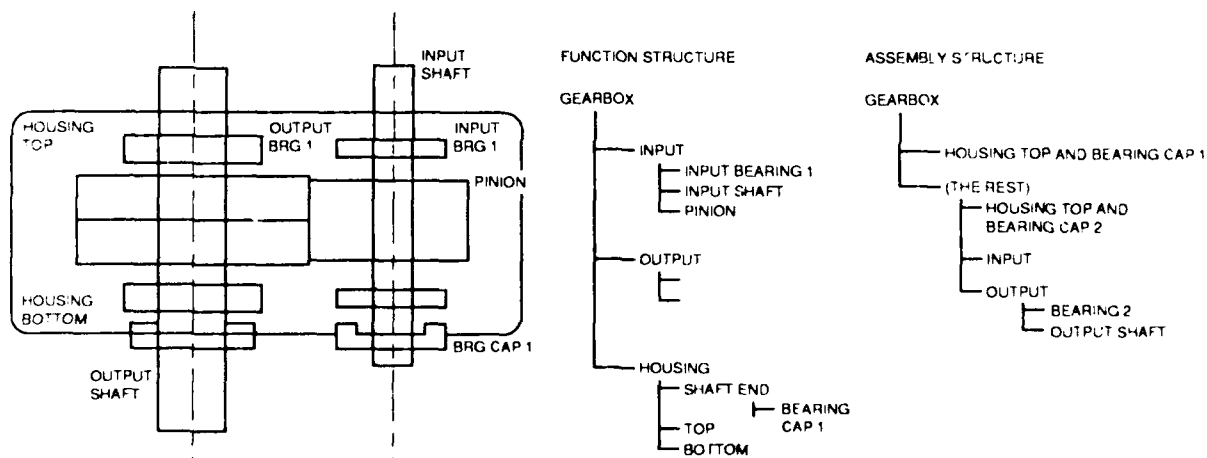 INPUT
SHAFT
HOUSING
TOP
OUTPUT
BRG 1
INPUT
BRG 1
PINION
HOUSING
BOTTOM
BRG CAP 1
OUTPUT
SHAFT
FUNCTION STRUCTURE
GEARBOX
INPUT
INPUT BEARING 1
INPUT SHAFT
PINION
OUTPUT
HOUSING
SHAFT END
BEARING
CAP 1
TOP
BOTTOM
ASSEMBLY STRUCTURE
GEARBOX
HOUSING TOP AND BEARING CAP 1
(THE REST)
HOUSING TOP AND
BEARING CAP 2
INPUT
OUTPUT
BEARING 2
OUTPUT SHAFT